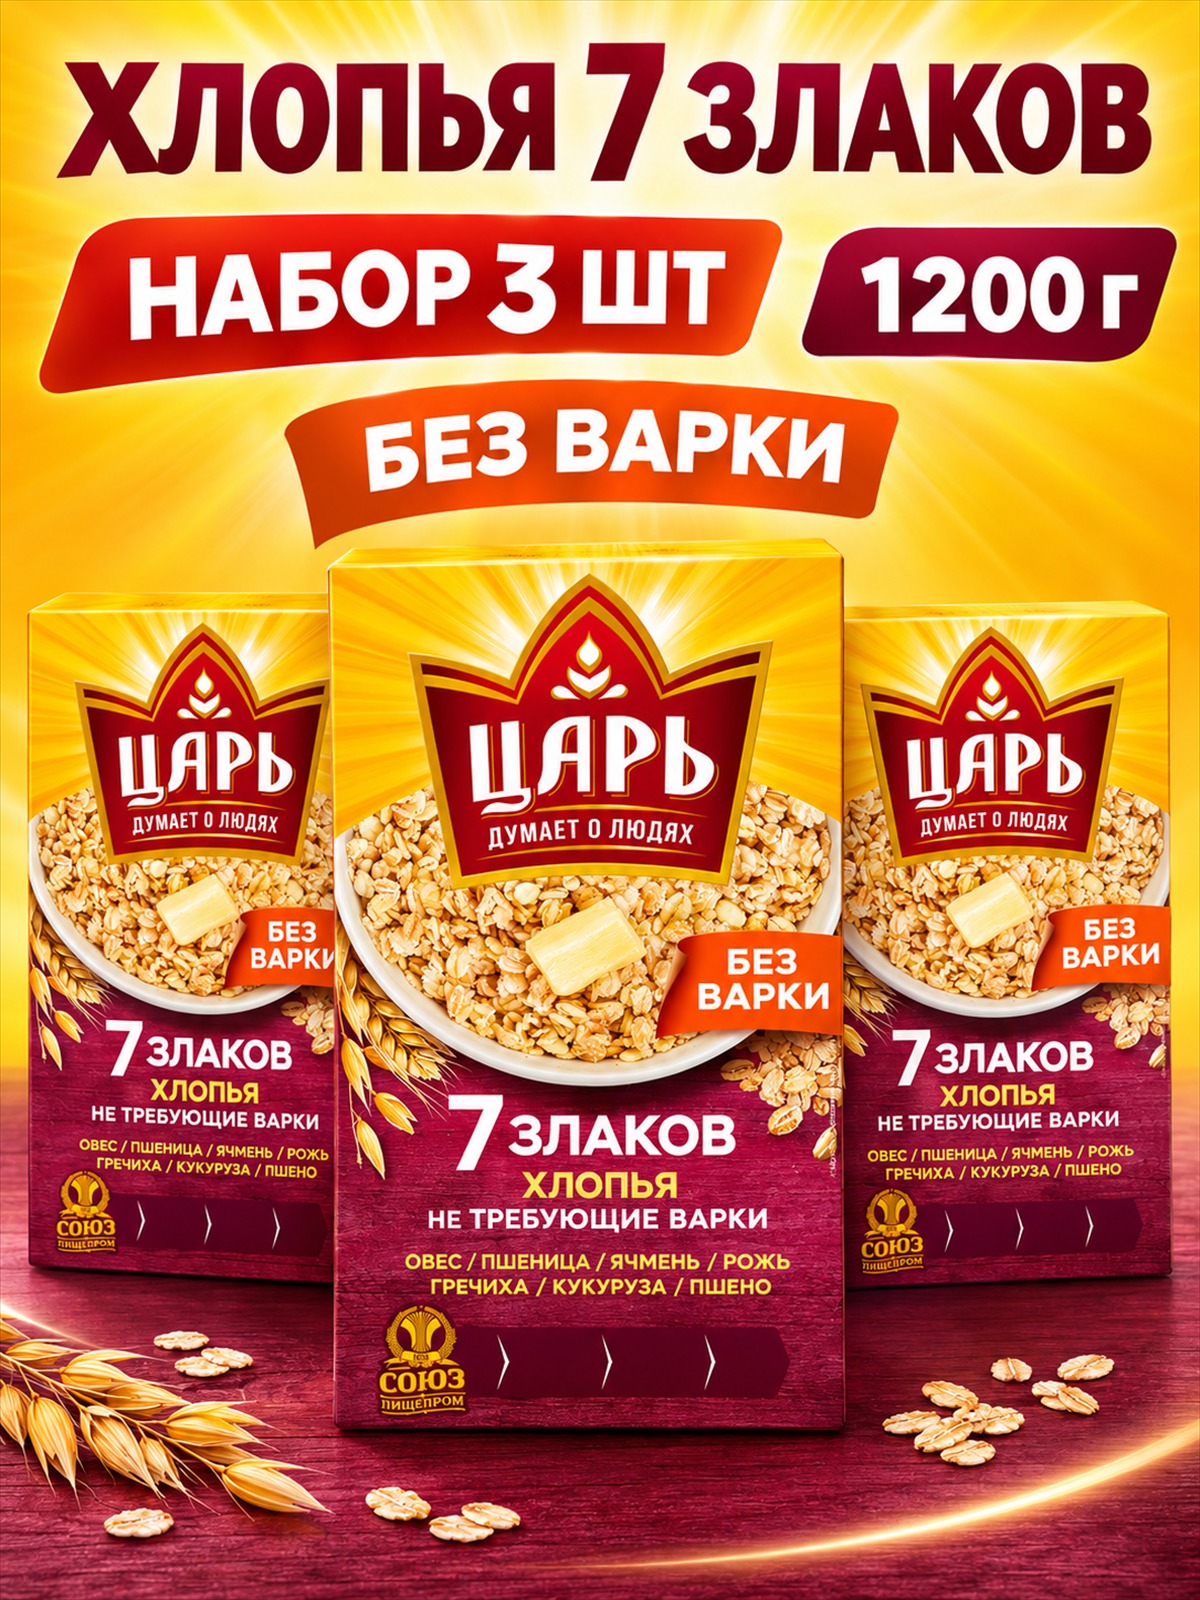 ХЛОПЬЯ 7 ЗЛАКОВ
НАБОР 3 ШТ
1200 г
БЕЗ ВАРКИ
ЦАРЬ
ДУМАЕТ О ЛЮДЯХ
БЕЗ
ВАРКИ
7 ЗЛАКОВ
ХЛОПЬЯ
НЕ ТРЕБУЮЩИЕ ВАРКИ
ОВЕС / ПШЕНИЦА / ЯЧМЕНЬ / РОЖЬ
ГРЕЧИХА / КУКУРУЗА / ПШЕНО
СОЮЗ
ПИЩЕПРОМ
ЦАРЬ
ДУМАЕТ О ЛЮДЯХ
БЕЗ
ВАРКИ
7 ЗЛАКОВ
ХЛОПЬЯ
НЕ ТРЕБУЮЩИЕ ВАРКИ
ОВЕС / ПШЕНИЦА / ЯЧМЕНЬ / РОЖЬ
ГРЕЧИХА / КУКУРУЗА / ПШЕНО
СОЮЗ
ПИЩЕПРОМ
ЦАРЬ
ДУМАЕТ О ЛЮДЯХ
БЕЗ
ВАРКИ
7 ЗЛАКОВ
ХЛОПЬЯ
НЕ ТРЕБУЮЩИЕ ВАРКИ
ОВЕС / ПШЕНИЦА / ЯЧМЕНЬ / РОЖЬ
ГРЕЧИХА / КУКУРУЗА / ПШЕНО
СОЮЗ
ПИЩЕПРОМ